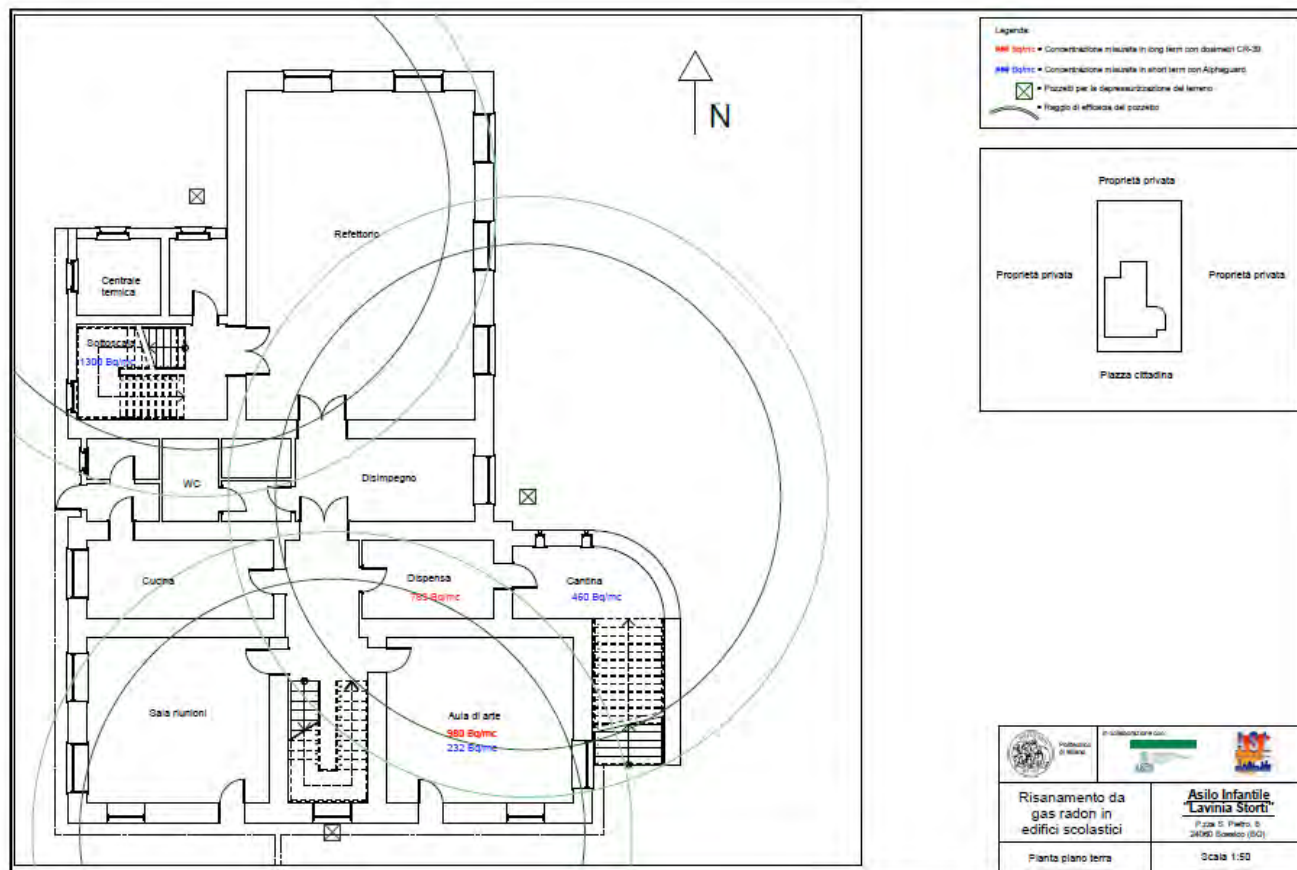 N
Refettorio
Centrale
termica
Sottoscala
1300 Bq/mc
WC
Disimpegno
Cucina
Dispensa
Cantina
460 Bq/mc
Sala riunioni
Aula di arte
980 Bq/mc
232 Bq/mc
Legenda:
Bq/mc = Concentrazione misurata in long term con dosimetri CR-39
Bq/mc = Concentrazione misurata in short term con Alphaguard
= Pozzetti per la depressurizzazione del terreno
= Raggio di efficacia del pozzetto
Proprietà privata
Proprietà privata
Proprietà privata
Piazza cittadina
Politecnico
di Milano
in collaborazione con:
Risanamento da
gas radon in
edifici scolastici
Asilo Infantile
"Lavinia Storti"
P.zza S. Pietro,
24060 (BG)
Pianta piano terra
Scala 1:50